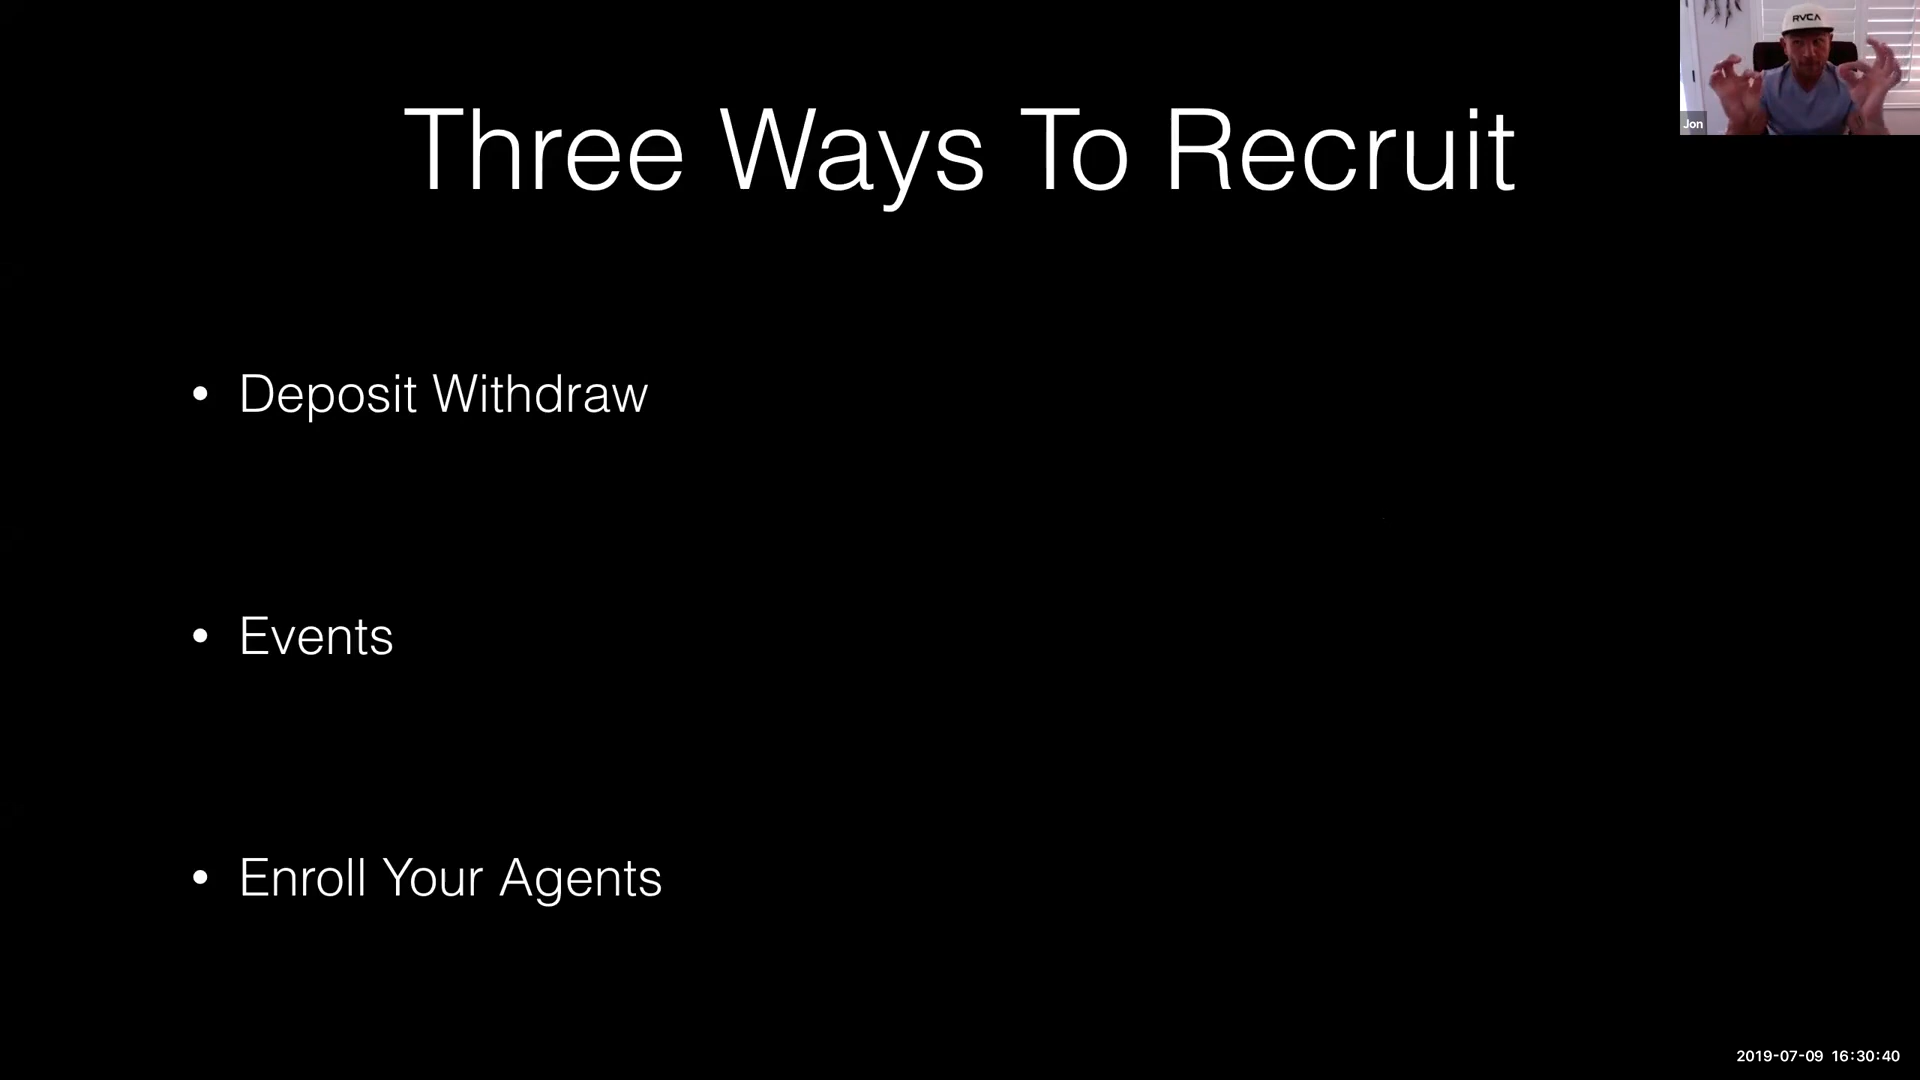 RVCA
Jon
Three Ways To Recruit
• Deposit Withdraw
• Events
• Enroll Your Agents
2019-07-09 16:30:40